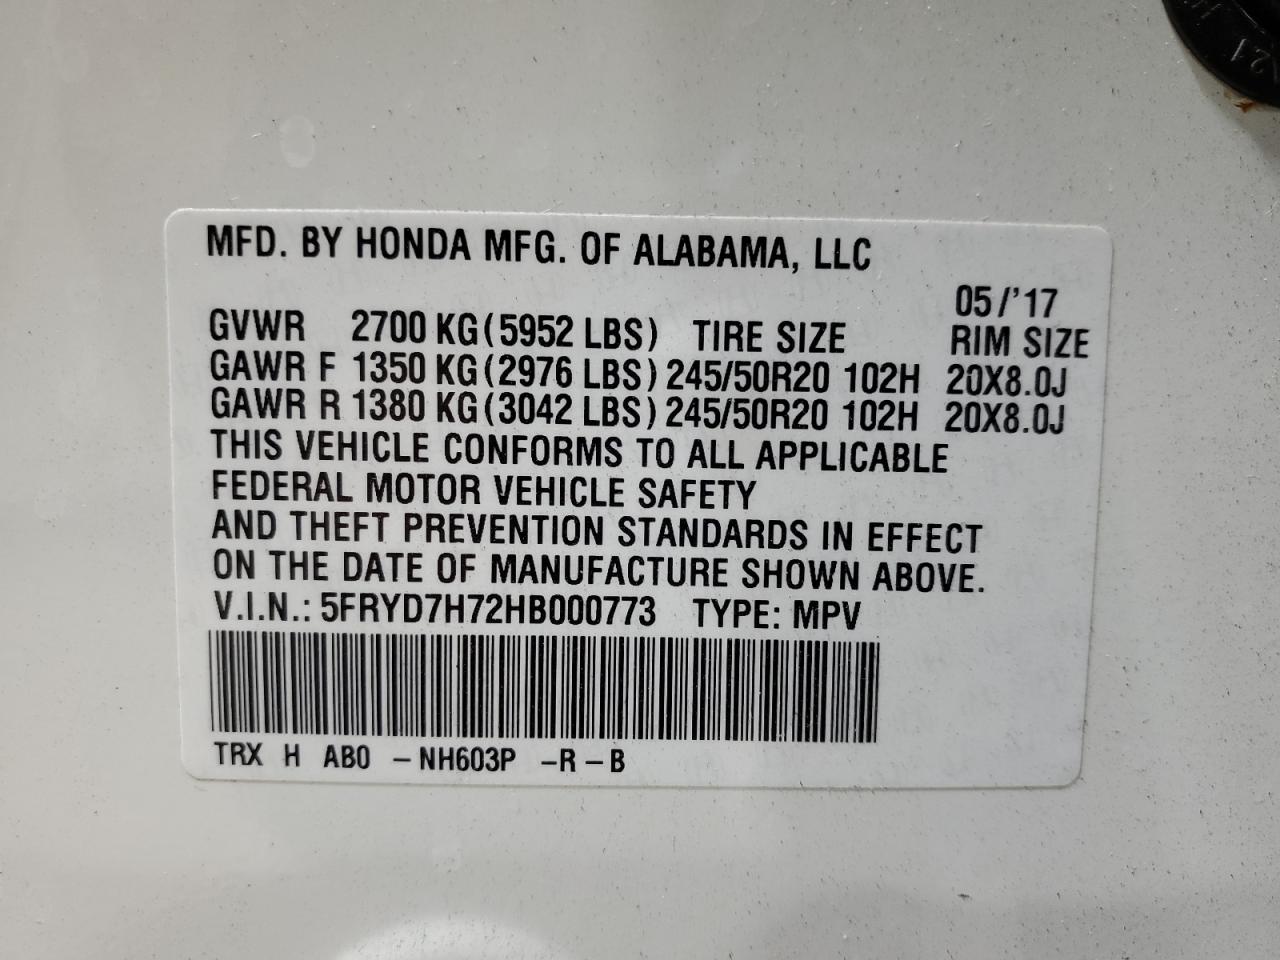 MFD. BY HONDA MFG. OF ALABAMA, LLC
05/'17
GVWR 2700 KG(5952 LBS) TIRE SIZE RIM SIZE
GAWR F 1350 KG(2976 LBS) 245/50R20 102H 20X8.0J
GAWR R 1380 KG(3042 LBS) 245/50R20 102H 20X8.0J
THIS VEHICLE CONFORMS TO ALL APPLICABLE
FEDERAL MOTOR VEHICLE SAFETY
AND THEFT PREVENTION STANDARDS IN EFFECT
ON THE DATE OF MANUFACTURE SHOWN ABOVE.
V.I.N.: 5FRYD7H72HB000773 TYPE: MPV
TRX H AB0 -NH603P -R-B